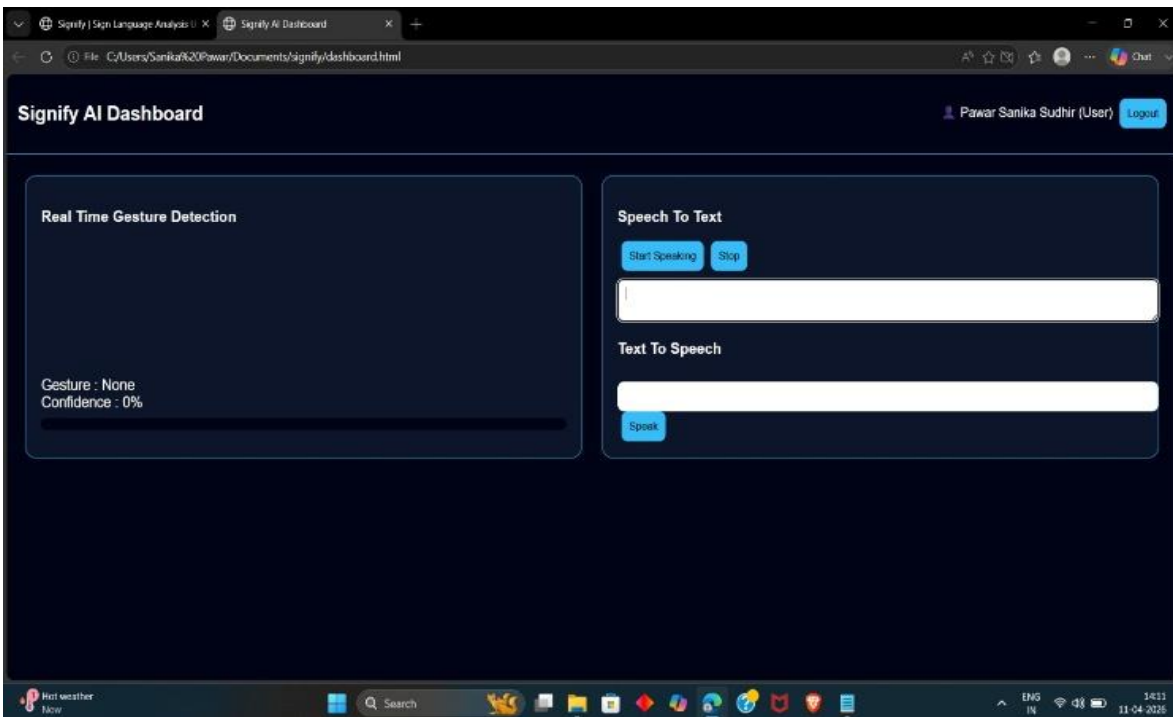 Signify | Sign Language Analysis U
Signify AI Dashboard
File C:/Users/Sanika%20Pawar/Documents/signify/dashboard.html
Chat
Signify AI Dashboard
Pawar Sanika Sudhir (User) Logout
Real Time Gesture Detection
Gesture : None
Confidence : 0%
Speech To Text
Start Speaking Stop
Text To Speech
Speak
1
Hot weather
Now
Search
ENG
IN
14:11
11-04-2026